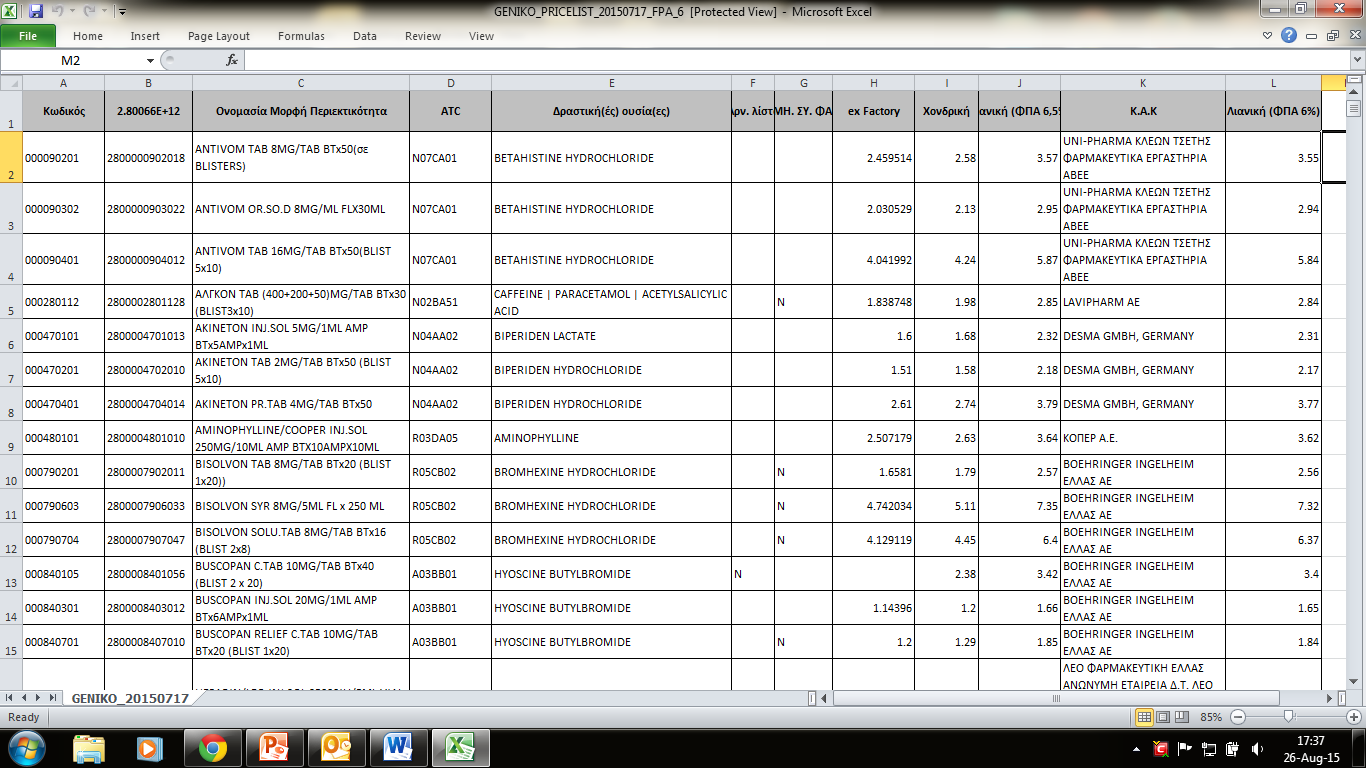 GENIKO_PRICELIST_20150717_FPA_6 [Protected View] - Microsoft Excel
File Home Insert Page Layout Formulas Data Review View
M2 fx
A B C D E F G H I J K L
1 Κωδικός 2.80066E+12 Ονομασία Μορφή Περιεκτικότητα ATC Δραστική(ές) ουσία(ες) Αρν. λίστ ΜΗ. ΣΥ. ΦΑ ex Factory Χονδρική ανική (ΦΠΑ 6,5% Κ.Α.Κ Λιανική (ΦΠΑ 6%)
2 000090201 2800000902018 ANTIVOM TAB 8MG/TAB BTx50(σε BLISTERS) N07CA01 BETAHISTINE HYDROCHLORIDE 2.459514 2.58 3.57 UNI-PHARMA ΚΛΕΩΝ ΤΣΕΤΗΣ ΦΑΡΜΑΚΕΥΤΙΚΑ ΕΡΓΑΣΤΗΡΙΑ ΑΒΕΕ 3.55
3 000090302 2800000903022 ANTIVOM OR.SO.D 8MG/ML FLX30ML N07CA01 BETAHISTINE HYDROCHLORIDE 2.030529 2.13 2.95 UNI-PHARMA ΚΛΕΩΝ ΤΣΕΤΗΣ ΦΑΡΜΑΚΕΥΤΙΚΑ ΕΡΓΑΣΤΗΡΙΑ ΑΒΕΕ 2.94
4 000090401 2800000904012 ANTIVOM TAB 16MG/TAB BTx50(BLIST 5x10) N07CA01 BETAHISTINE HYDROCHLORIDE 4.041992 4.24 5.87 UNI-PHARMA ΚΛΕΩΝ ΤΣΕΤΗΣ ΦΑΡΜΑΚΕΥΤΙΚΑ ΕΡΓΑΣΤΗΡΙΑ ΑΒΕΕ 5.84
5 000280112 2800002801128 ΑΛΓΚΟΝ TAB (400+200+50)MG/TAB BTx30 (BLIST3x10) N02BA51 CAFFEINE | PARACETAMOL | ACETYLSALICYLIC ACID N 1.838748 1.98 2.85 LAVIPHARM AE 2.84
6 000470101 2800004701013 AKINETON INJ.SOL 5MG/1ML AMP BTx5AMPx1ML N04AA02 BIPERIDEN LACTATE 1.6 1.68 2.32 DESMA GMBH, GERMANY 2.31
7 000470201 2800004702010 AKINETON TAB 2MG/TAB BTx50 (BLIST 5x10) N04AA02 BIPERIDEN HYDROCHLORIDE 1.51 1.58 2.18 DESMA GMBH, GERMANY 2.17
8 000470401 2800004704014 AKINETON PR.TAB 4MG/TAB BTx50 N04AA02 BIPERIDEN HYDROCHLORIDE 2.61 2.74 3.79 DESMA GMBH, GERMANY 3.77
9 000480101 2800004801010 AMINOPHYLLINE/COOPER INJ.SOL 250MG/10ML AMP BTX10AMPX10ML R03DA05 AMINOPHYLLINE 2.507179 2.63 3.64 ΚΟΠΕΡ Α.Ε. 3.62
10 000790201 2800007902011 BISOLVON TAB 8MG/TAB BTx20 (BLIST 1x20)) R05CB02 BROMHEXINE HYDROCHLORIDE N 1.6581 1.79 2.57 BOEHRINGER INGELHEIM ΕΛΛΑΣ ΑΕ 2.56
11 000790603 2800007906033 BISOLVON SYR 8MG/5ML FL x 250 ML R05CB02 BROMHEXINE HYDROCHLORIDE N 4.742034 5.11 7.35 BOEHRINGER INGELHEIM ΕΛΛΑΣ ΑΕ 7.32
12 000790704 2800007907047 BISOLVON SOLU.TAB 8MG/TAB BTx16 (BLIST 2x8) R05CB02 BROMHEXINE HYDROCHLORIDE N 4.129119 4.45 6.4 BOEHRINGER INGELHEIM ΕΛΛΑΣ ΑΕ 6.37
13 000840105 2800008401056 BUSCOPAN C.TAB 10MG/TAB BTx40 (BLIST 2 x 20) A03BB01 HYOSCINE BUTYLBROMIDE N 2.38 3.42 BOEHRINGER INGELHEIM ΕΛΛΑΣ ΑΕ 3.4
14 000840301 2800008403012 BUSCOPAN INJ.SOL 20MG/1ML AMP BTx6AMPx1ML A03BB01 HYOSCINE BUTYLBROMIDE 1.14396 1.2 1.66 BOEHRINGER INGELHEIM ΕΛΛΑΣ ΑΕ 1.65
15 000840701 2800008407010 BUSCOPAN RELIEF C.TAB 10MG/TAB BTx20 (BLIST 1x20) A03BB01 HYOSCINE BUTYLBROMIDE N 1.2 1.29 1.85 BOEHRINGER INGELHEIM ΕΛΛΑΣ ΑΕ 1.84
ΛΕΟ ΦΑΡΜΑΚΕΥΤΙΚΗ ΕΛΛΑΣ
ΑΝΩΝΥΜΗ ΕΤΑΙΡΕΙΑ Δ.Τ. ΛΕΟ
GENIKO_20150717
Ready 85%
17:37
26-Aug-15